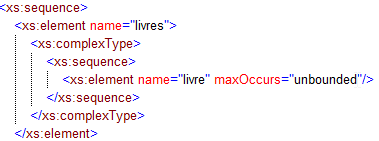 <xs:sequence>
<xs:element name="livres">
<xs:complexType>
<xs:sequence>
<xs:element name="livre" maxOccurs="unbounded"/>
</xs:sequence>
</xs:complexType>
</xs:element>